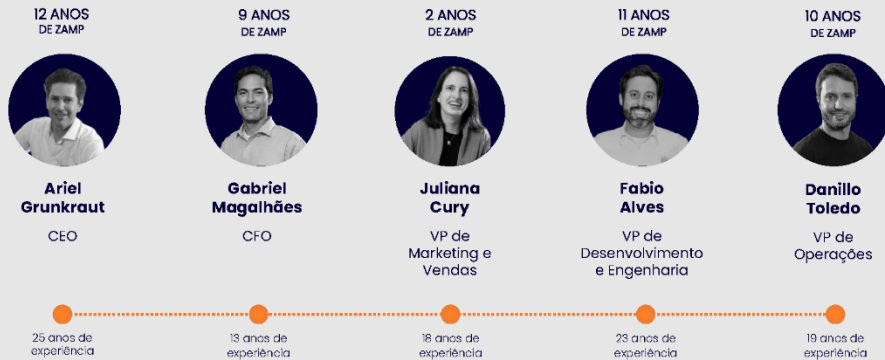 12 ANOS
DE ZAMP
9 ANOS
DE ZAMP
2 ANOS
DE ZAMP
11 ANOS
DE ZAMP
10 ANOS
DE ZAMP
Ariel
Grunkraut
Gabriel
Magalhães
Juliana
Cury
Fabio
Alves
Danillo
Toledo
CEO
CFO
VP de
Marketing e
Vendas
VP de
Desenvolvimento
e Engenharia
VP de
Operações
25 anos de
experiência
13 anos de
experiência
18 anos de
experiência
23 anos de
experiência
19 anos de
experiência